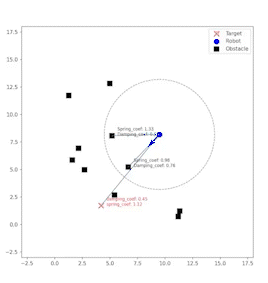 17.5
15.0
12.5
10.0
7.5
5.0
2.5
0.0
−2.5
−2.5 0.0 2.5 5.0 7.5 10.0 12.5 15.0 17.5
Target
Robot
Obstacle
Spring_coef: 1.33
Damping_coef:
Spring_coef: 0.98
Damping_coef: 0.76
Damping_coef: 0.45
Spring_coef: 1.12